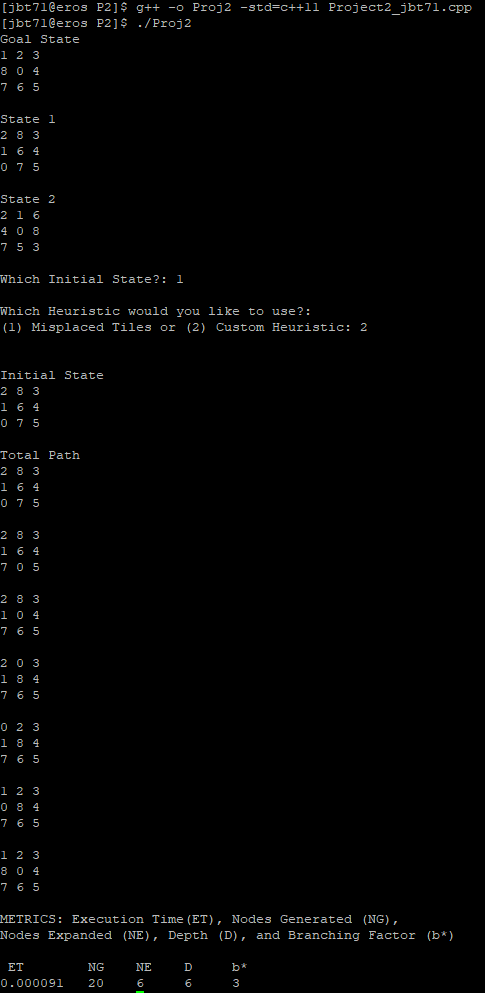 [jbt71@eros P2]$ g++ -o Proj2 -std=c++11 Project2_jbt71.cpp
[jbt71@eros P2]$ ./Proj2
Goal State
1 2 3
8 0 4
7 6 5
State 1
2 8 3
1 6 4
0 7 5
State 2
2 1 6
4 0 8
7 5 3
Which Initial State?: 1
Which Heuristic would you like to use?:
(1) Misplaced Tiles or (2) Custom Heuristic: 2
Initial State
2 8 3
1 6 4
0 7 5
Total Path
2 8 3
1 6 4
0 7 5
2 8 3
1 6 4
7 0 5
2 8 3
1 0 4
7 6 5
2 0 3
1 8 4
7 6 5
0 2 3
1 8 4
7 6 5
1 2 3
0 8 4
7 6 5
1 2 3
8 0 4
7 6 5
METRICS: Execution Time(ET), Nodes Generated (NG),
Nodes Expanded (NE), Depth (D), and Branching Factor (b*)
ET NG NE D b*
0.000091 20 6 6 3